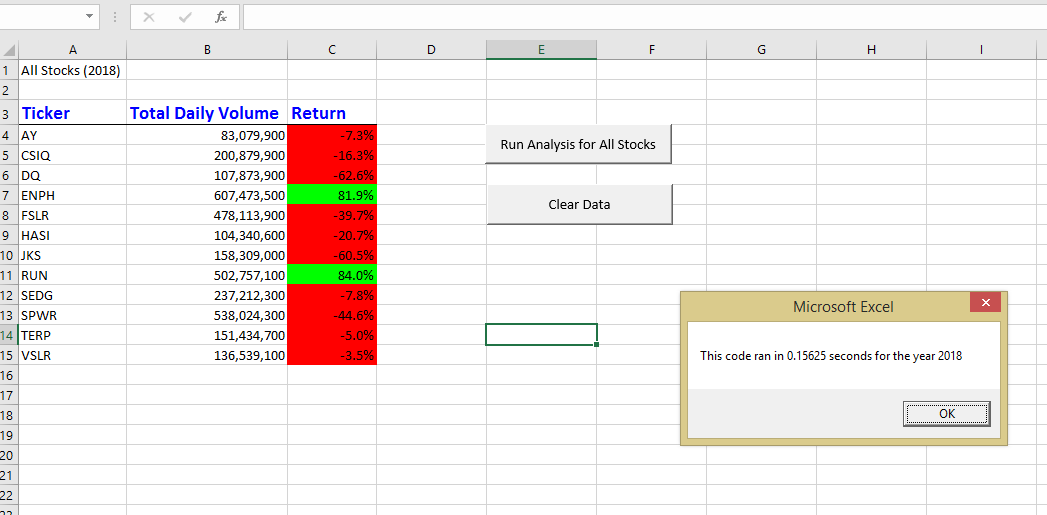 fx
A B C D E F G H I
1 All Stocks (2018)
2
3 Ticker Total Daily Volume Return
4 AY 83,079,900 -7.3%
5 CSIQ 200,879,900 -16.3%
6 DQ 107,873,900 -62.6%
7 ENPH 607,473,500 81.9%
8 FSLR 478,113,900 -39.7%
9 HASI 104,340,600 -20.7%
10 JKS 158,309,000 -60.5%
11 RUN 502,757,100 84.0%
12 SEDG 237,212,300 -7.8%
13 SPWR 538,024,300 -44.6%
14 TERP 151,434,700 -5.0%
15 VSLR 136,539,100 -3.5%
16
17
18
19
20
21
22
23
Run Analysis for All Stocks
Clear Data
Microsoft Excel
This code ran in 0.15625 seconds for the year 2018
OK